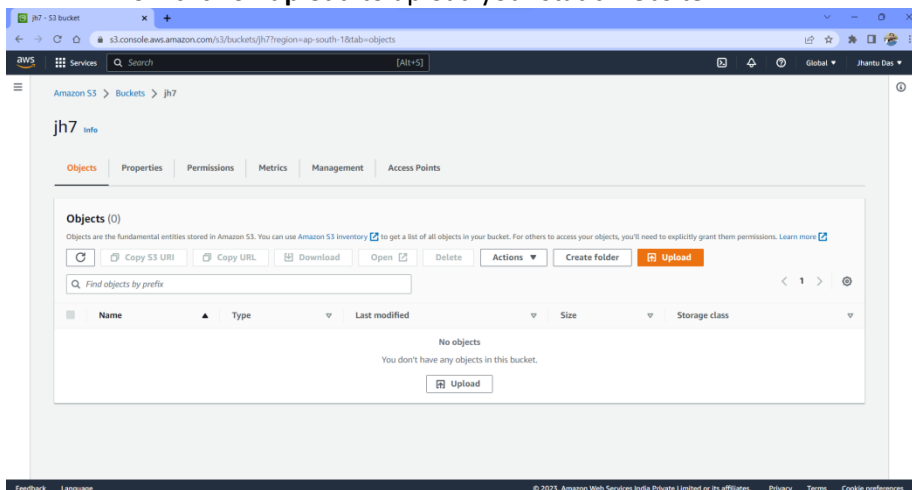 jh7 - S3 bucket
s3.console.aws.amazon.com/s3/buckets/jh7?region=ap-south-1&tab=objects
aws Services Search [Alt+S] Global ▼ Jhantu Das ▼
Amazon S3 > Buckets > jh7
jh7 Info
Objects Properties Permissions Metrics Management Access Points
Objects (0)
Objects are the fundamental entities stored in Amazon S3. You can use Amazon S3 inventory to get a list of all objects in your bucket. For others to access your objects, you'll need to explicitly grant them permissions. Learn more
Copy S3 URI Copy URL Download Open Delete Actions ▼ Create folder Upload
Find objects by prefix < 1 >
Name ▲ Type Last modified Size Storage class
No objects
You don't have any objects in this bucket.
Upload
Feedback Language © 2023, Amazon Web Services India Private Limited or its affiliates. Privacy Terms Cookie preferences